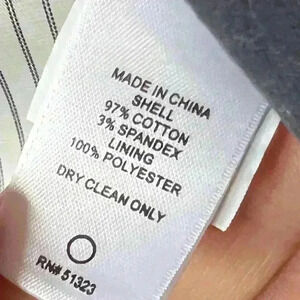 MADE IN CHINA
SHELL
97% COTTON
3% SPANDEX
LINING
100% POLYESTER
DRY CLEAN ONLY
RN# 51323